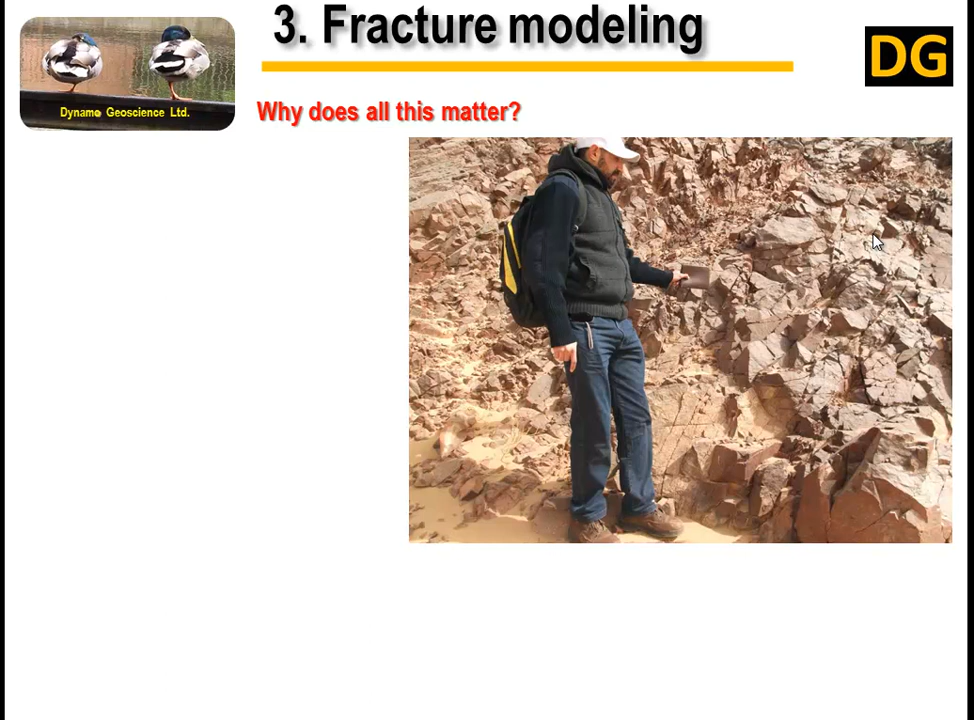 3. Fracture modeling
DG
Dynamo Geoscience Ltd.
Why does all this matter?